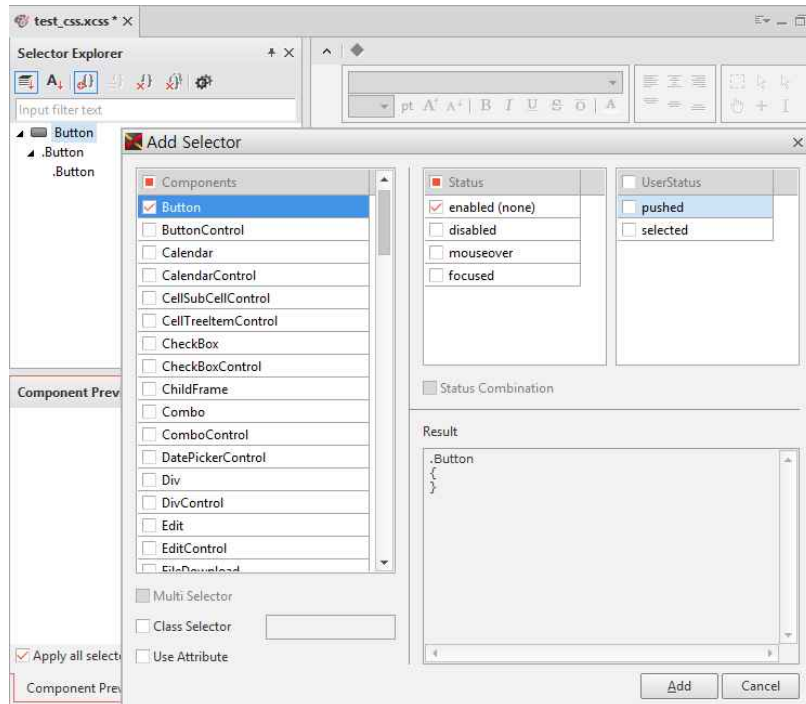 test_css.xcss *
Selector Explorer
Input filter text
Button
.Button
.Button
pt A A B I U S O A
Add Selector
Components
Button
ButtonControl
Calendar
CalendarControl
CellSubCellControl
CellTreeItemControl
CheckBox
CheckBoxControl
ChildFrame
Combo
ComboControl
DatePickerControl
Div
DivControl
Edit
EditControl
FileDownload
Multi Selector
Class Selector
Use Attribute
Status
enabled (none)
disabled
mouseover
focused
UserStatus
pushed
selected
Status Combination
Result
.Button
{
}
Add
Cancel
Component Prev
Apply all select
Component Prev